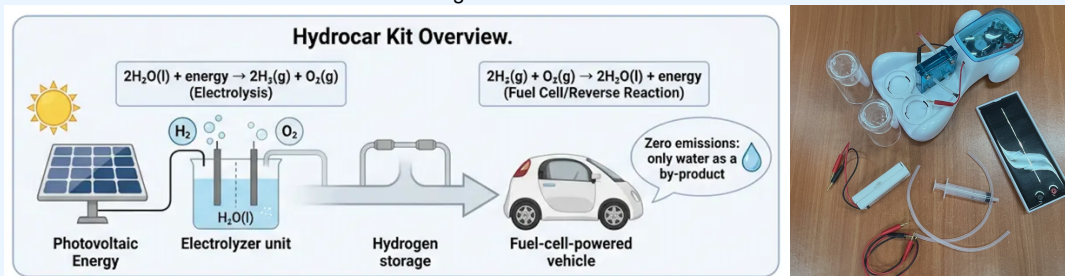 Hydrocar Kit Overview.
2H₂O(l) + energy → 2H₂(g) + O₂(g)
(Electrolysis)
2H₂(g) + O₂(g) → 2H₂O(l) + energy
(Fuel Cell/Reverse Reaction)
H₂
O₂
Zero emissions:
only water as a
by-product
H₂O(l)
Photovoltaic
Energy
Electrolyzer unit
Hydrogen
storage
Fuel-cell-powered
vehicle